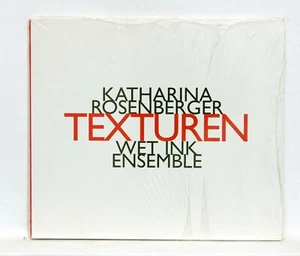 KATHARINA
ROSENBERGER
TEXTUREN
WET INK
ENSEMBLE